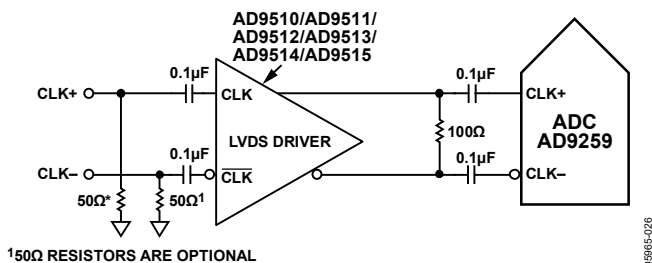 AD9510/AD9511/
AD9512/AD9513/
AD9514/AD9515
0.1µF
0.1µF
CLK+
CLK
CLK+
ADC
AD9259
LVDS DRIVER
100Ω
0.1µF
0.1µF
CLK–
CLK
CLK–
50Ω*
50Ω¹
¹50Ω RESISTORS ARE OPTIONAL
05965-026